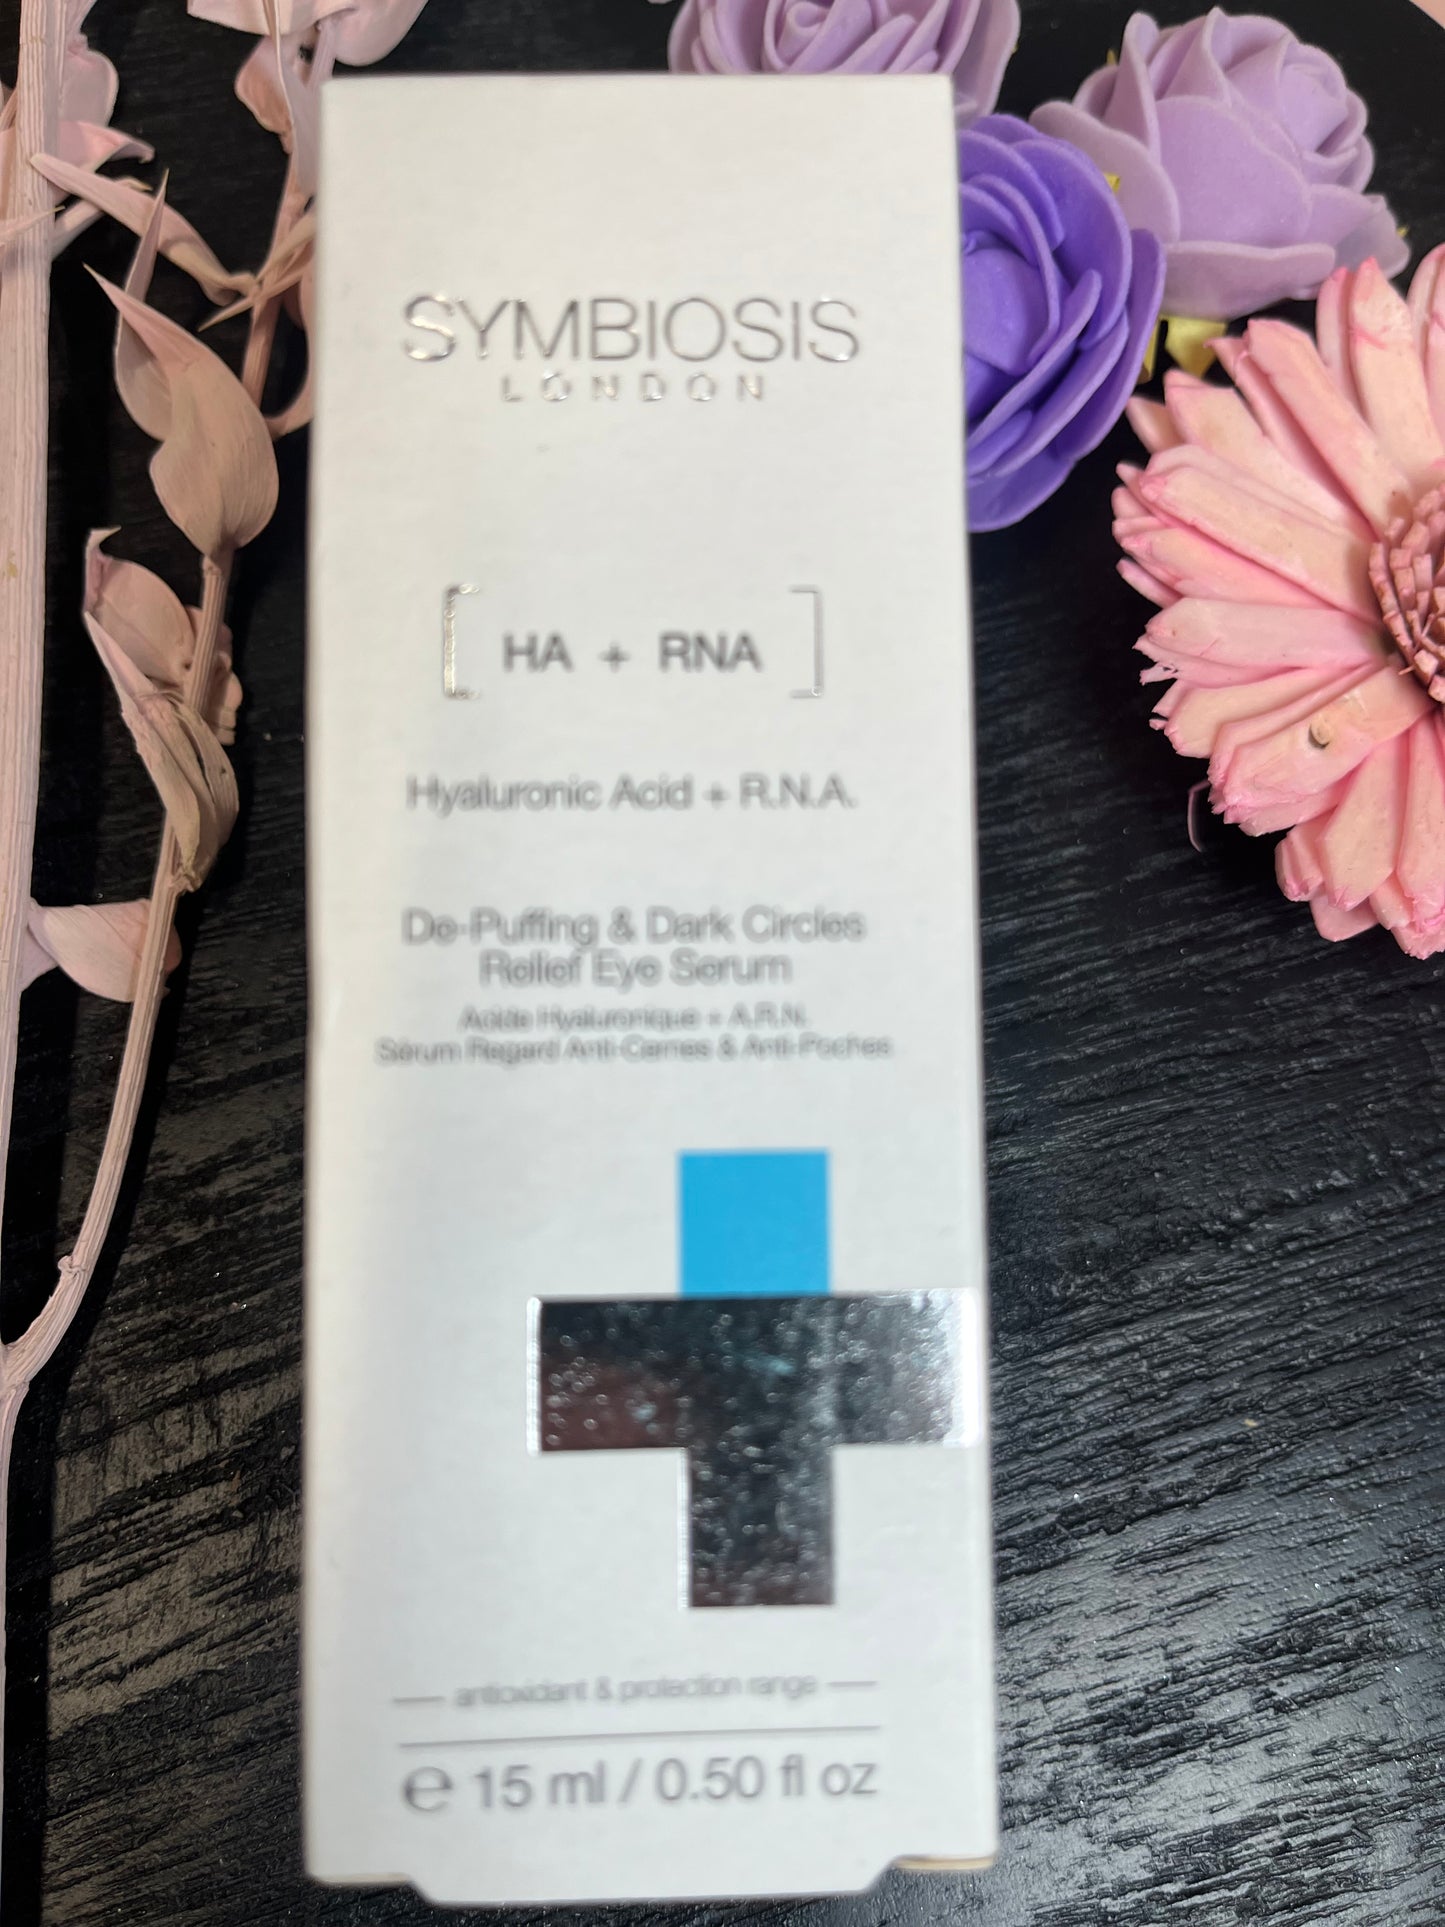 SYMBIOSIS
LONDON
[ HA + RNA ]
Hyaluronic Acid + R.N.A.
De-Puffing & Dark Circles
Relief Eye Serum
Acide Hyaluronique + A.R.N.
Sérum Regard Anti-Cernes & Anti-Poches
antioxidant & protection range
℮ 15 ml / 0.50 fl oz